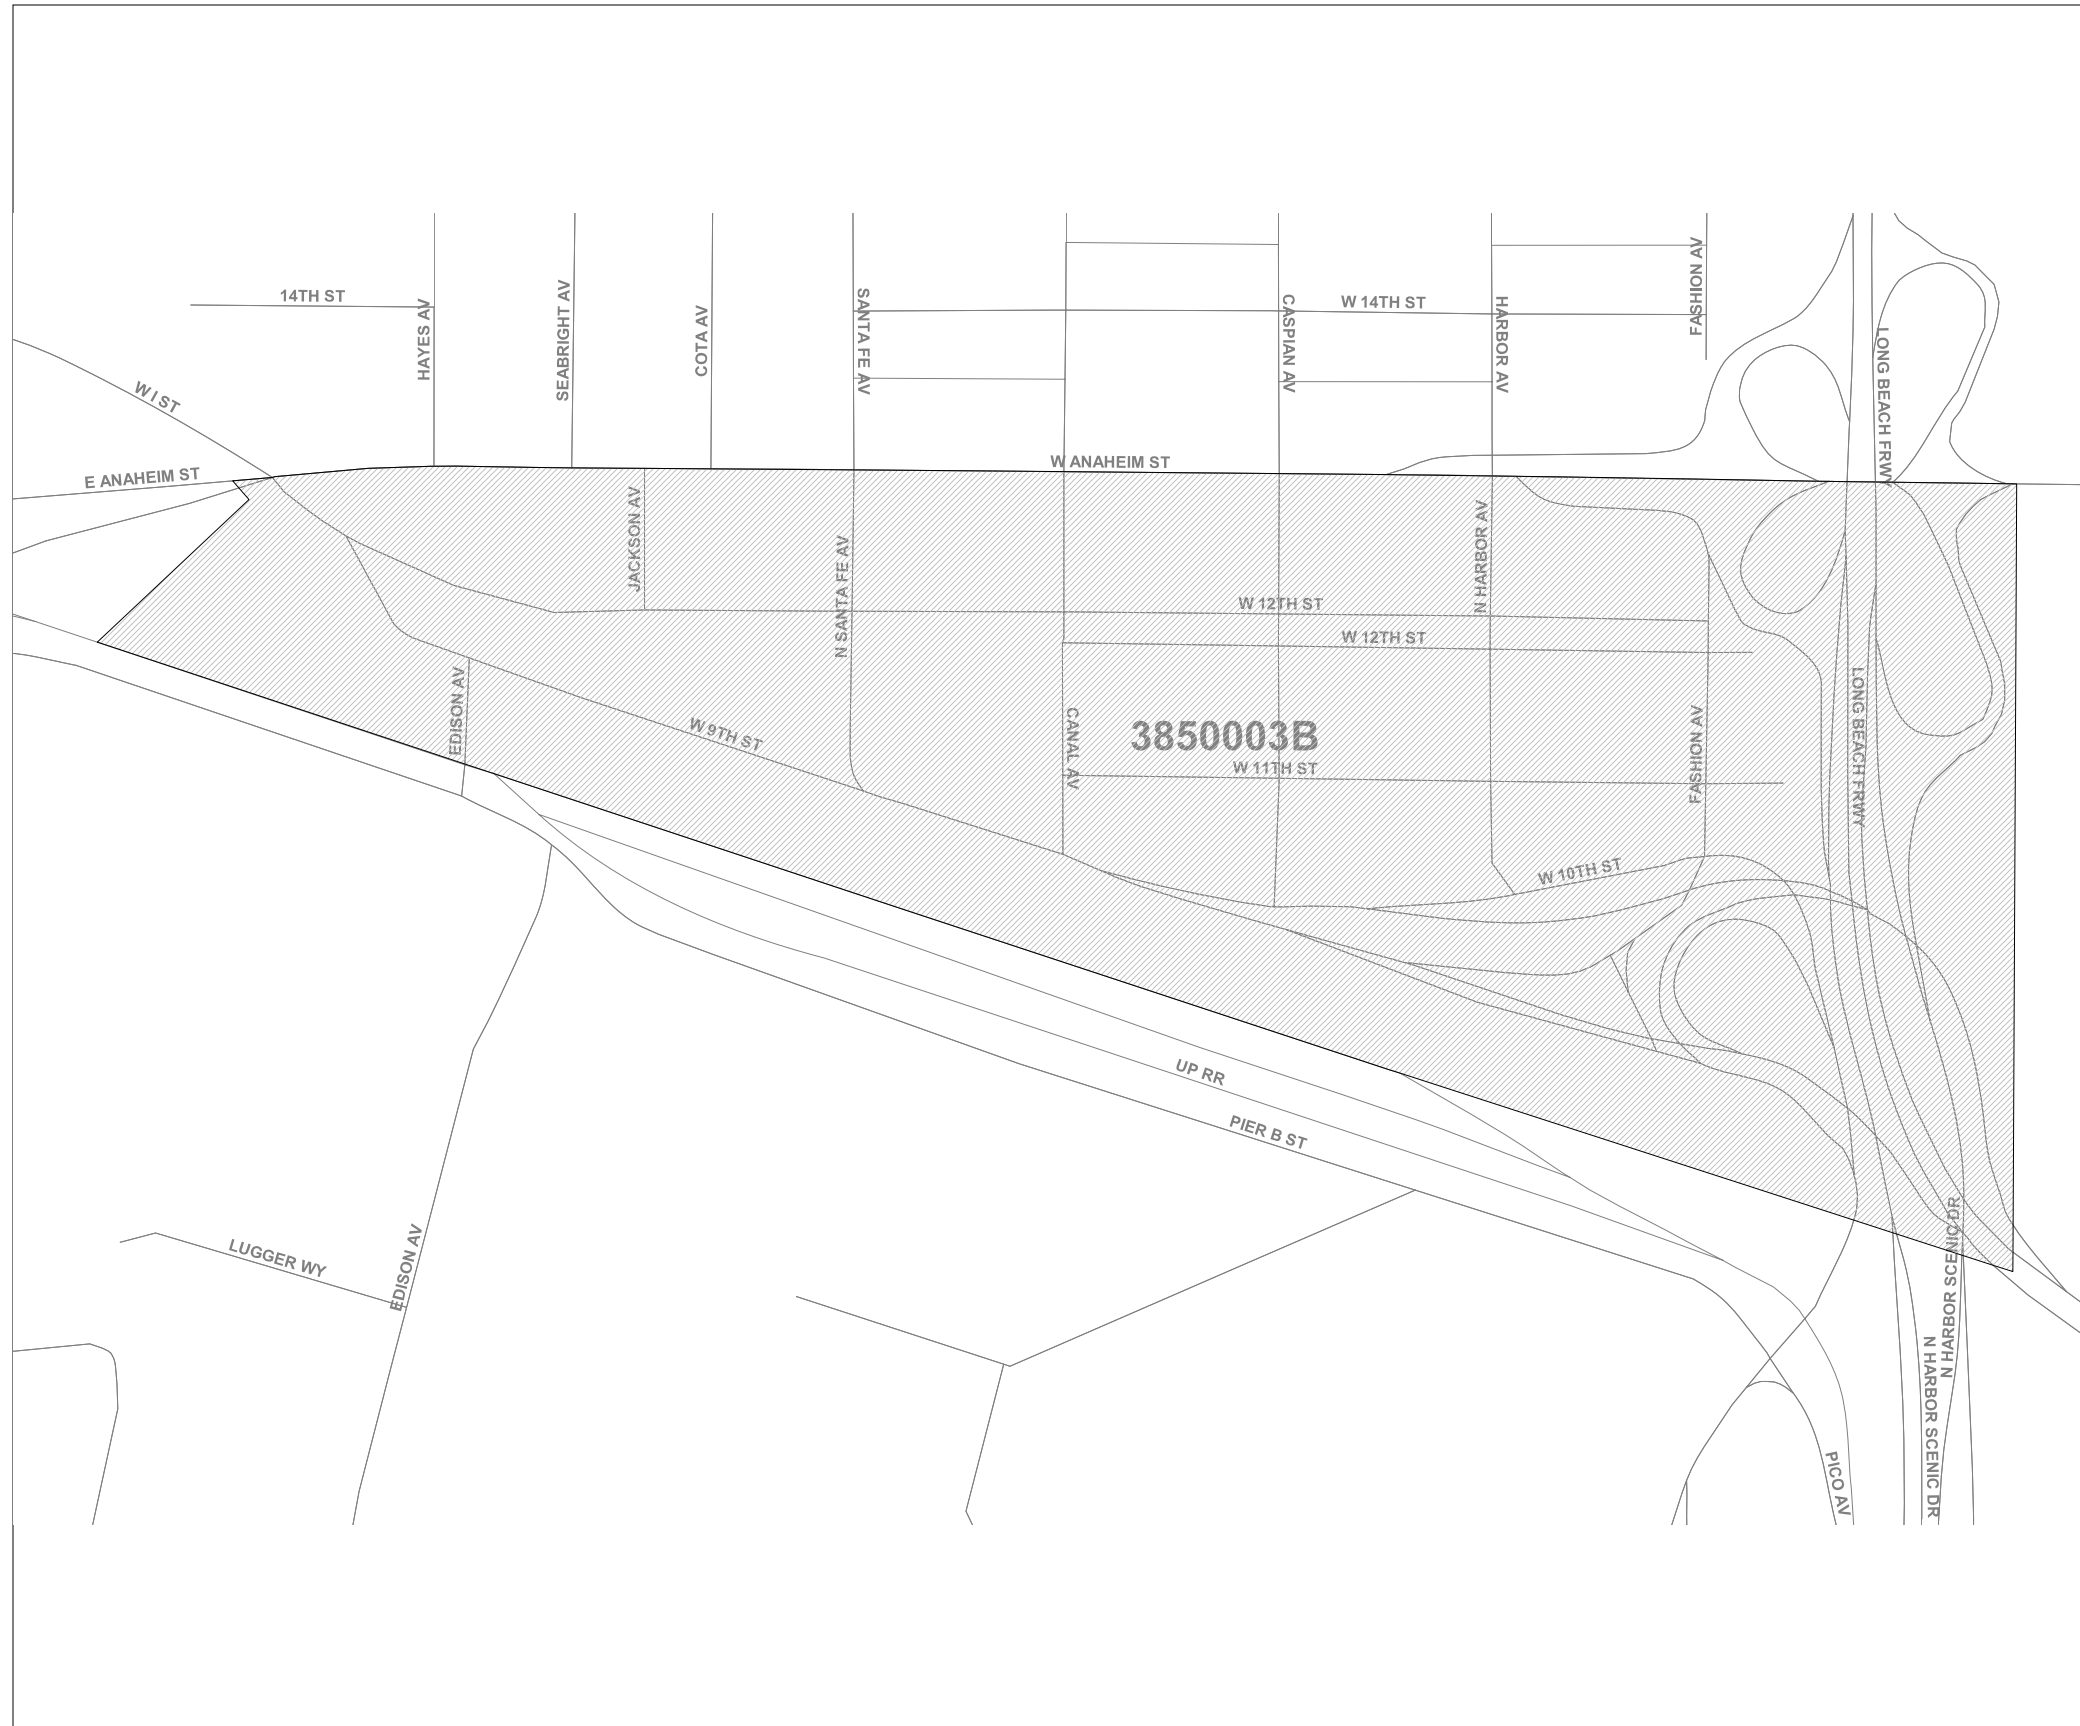 14TH ST
HAYES AV
SEABRIGHT AV
COTA AV
SANTA FE AV
CASPIAN AV
W 14TH ST
HARBOR AV
FASHION AV
LONG BEACH FRWY
W I ST
E ANAHEIM ST
W ANAHEIM ST
JACKSON AV
N SANTA FE AV
N HARBOR AV
W 12TH ST
W 12TH ST
EDISON AV
W 9TH ST
CANAL AV
3850003B
W 11TH ST
FASHION AV
LONG BEACH FRWY
W 10TH ST
UP RR
PIER B ST
LUGGER WY
EDISON AV
N HARBOR SCENIC DR
N HARBOR SCENIC DR
PICO AV